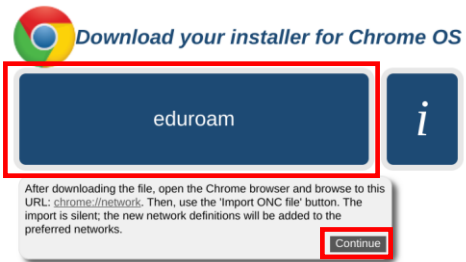 Download your installer for Chrome OS
eduroam
i
After downloading the file, open the Chrome browser and browse to this
URL: chrome://network. Then, use the 'Import ONC file' button. The
import is silent; the new network definitions will be added to the
preferred networks.
Continue